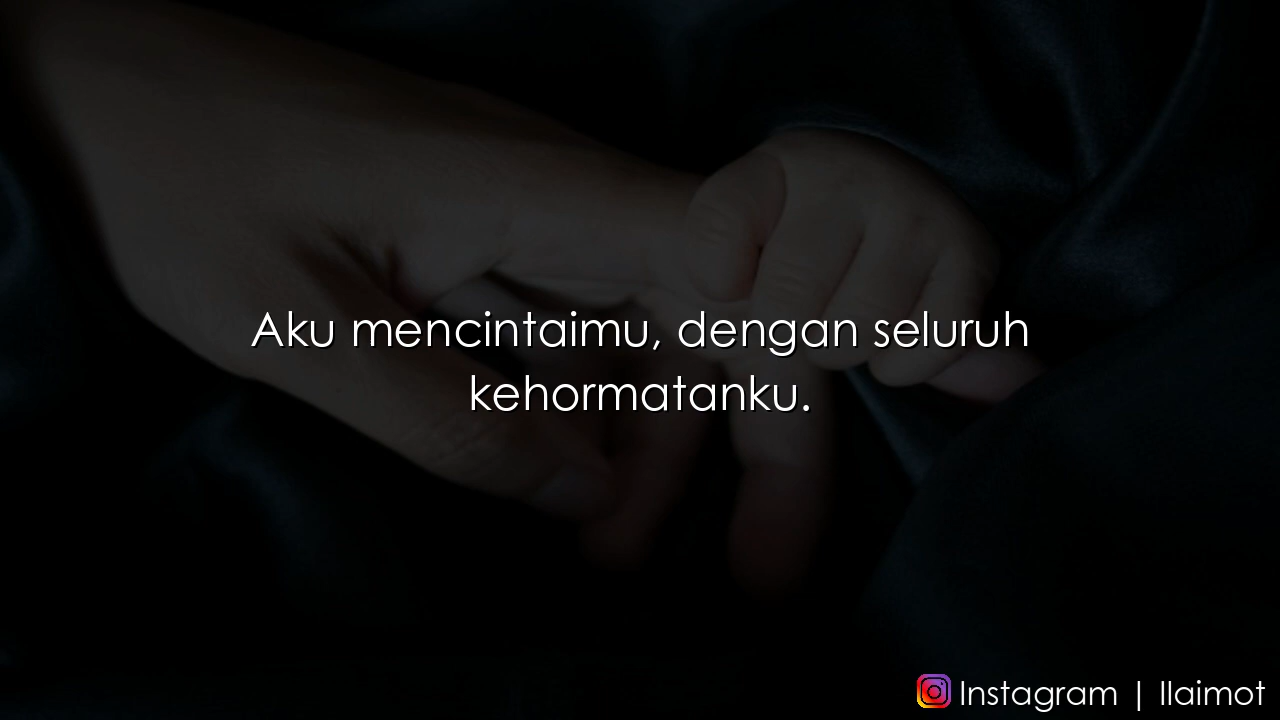 Aku mencintaimu, dengan seluruh
kehormatanku.
Instagram | Ilaimot